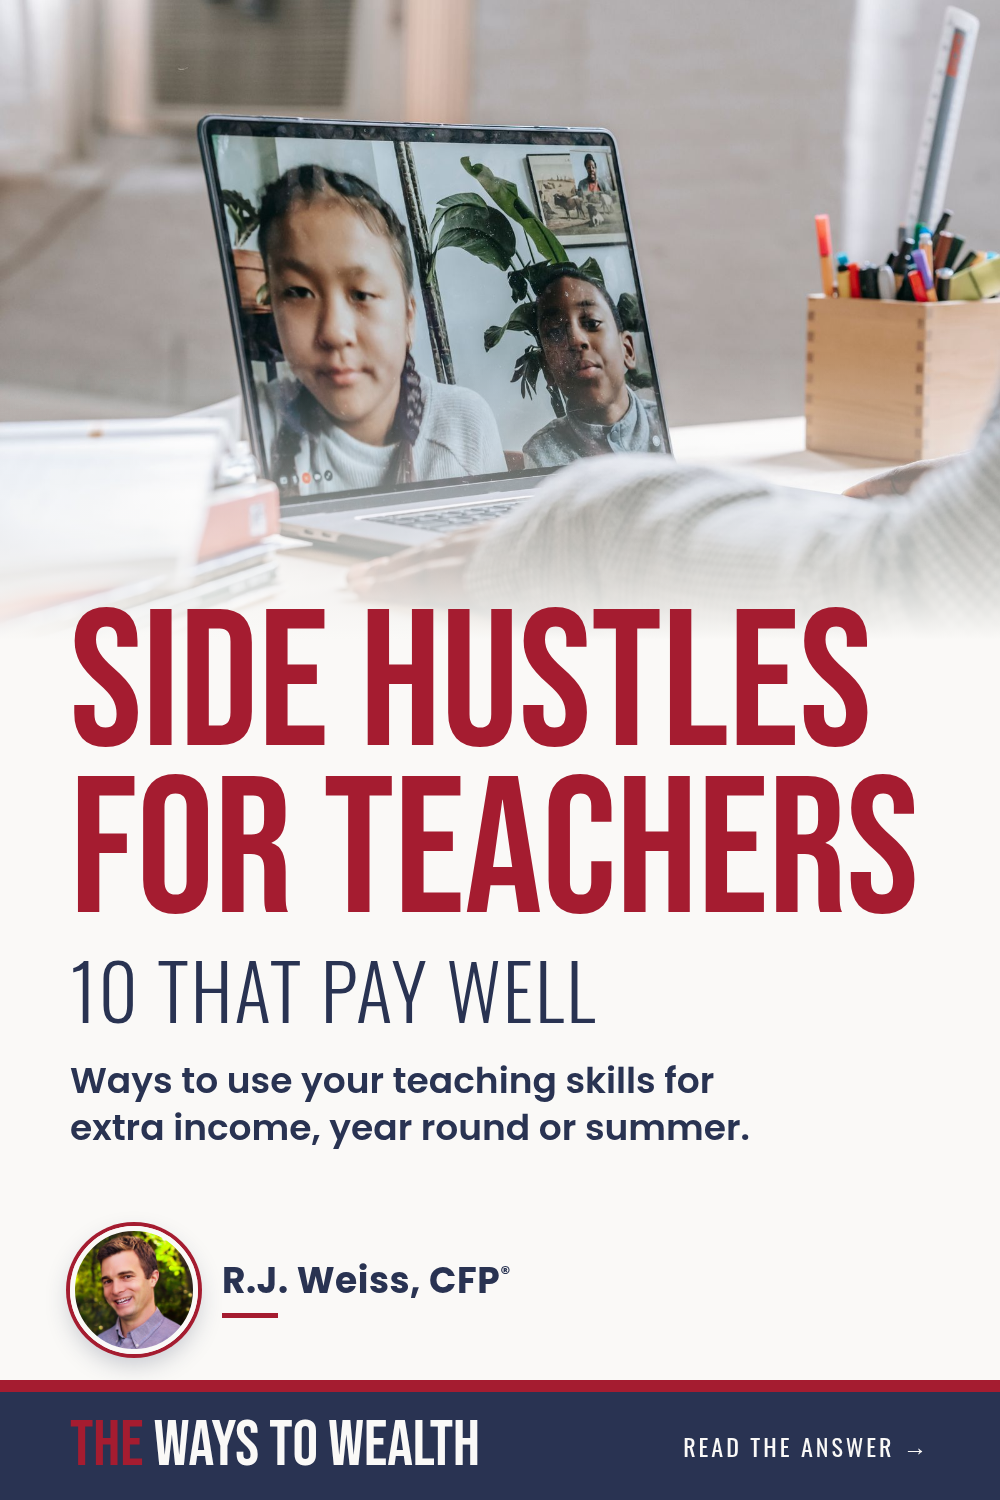 SIDE HUSTLES
FOR TEACHERS
10 THAT PAY WELL
Ways to use your teaching skills for
extra income, year round or summer.
R.J. Weiss, CFP®
THE WAYS TO WEALTH
READ THE ANSWER →